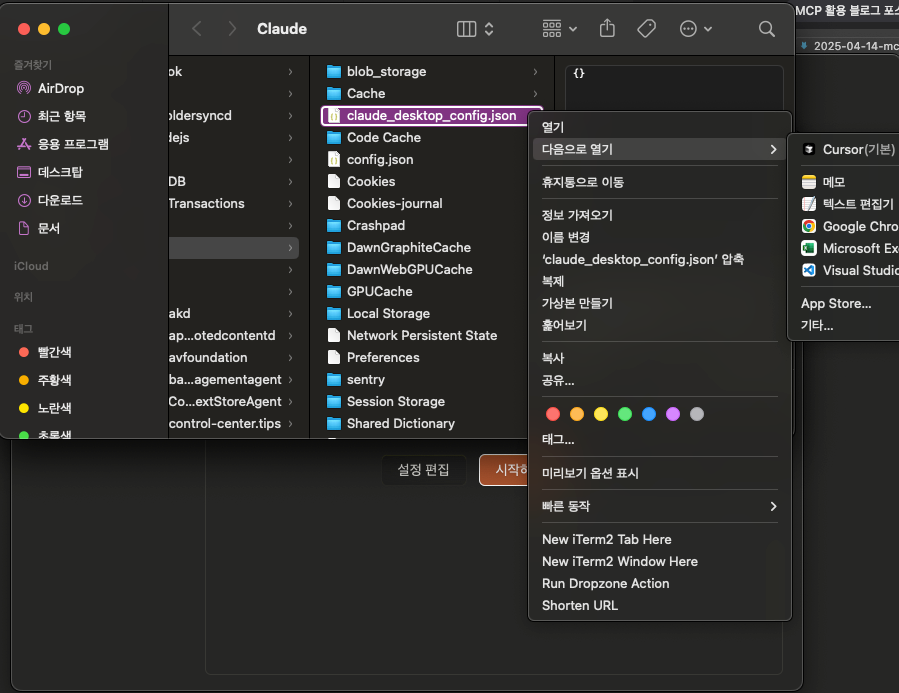 Claude
즐겨찾기
AirDrop
최근 항목
응용 프로그램
데스크탑
다운로드
문서
iCloud
위치
태그
빨간색
주황색
노란색
초록색
ok
oldersyncd
dejs
DB
Transactions
akd
ap...otedcontentd
avfoundation
ba...agementagent
Co...extStoreAgent
control-center.tips
blob_storage
Cache
claude_desktop_config.json
Code Cache
config.json
Cookies
Cookies-journal
Crashpad
DawnGraphiteCache
DawnWebGPUCache
GPUCache
Local Storage
Network Persistent State
Preferences
sentry
Session Storage
Shared Dictionary
{}
열기
다음으로 열기
휴지통으로 이동
정보 가져오기
이름 변경
‘claude_desktop_config.json’ 압축
복제
가상본 만들기
훑어보기
복사
공유...
태그...
미리보기 옵션 표시
빠른 동작
New iTerm2 Tab Here
New iTerm2 Window Here
Run Dropzone Action
Shorten URL
Cursor(기본)
메모
텍스트 편집기
Google Chro
Microsoft Exc
Visual Studio
App Store...
기타...
MCP 활용 블로그 포스
2025-04-14-mc
설정 편집
시작하